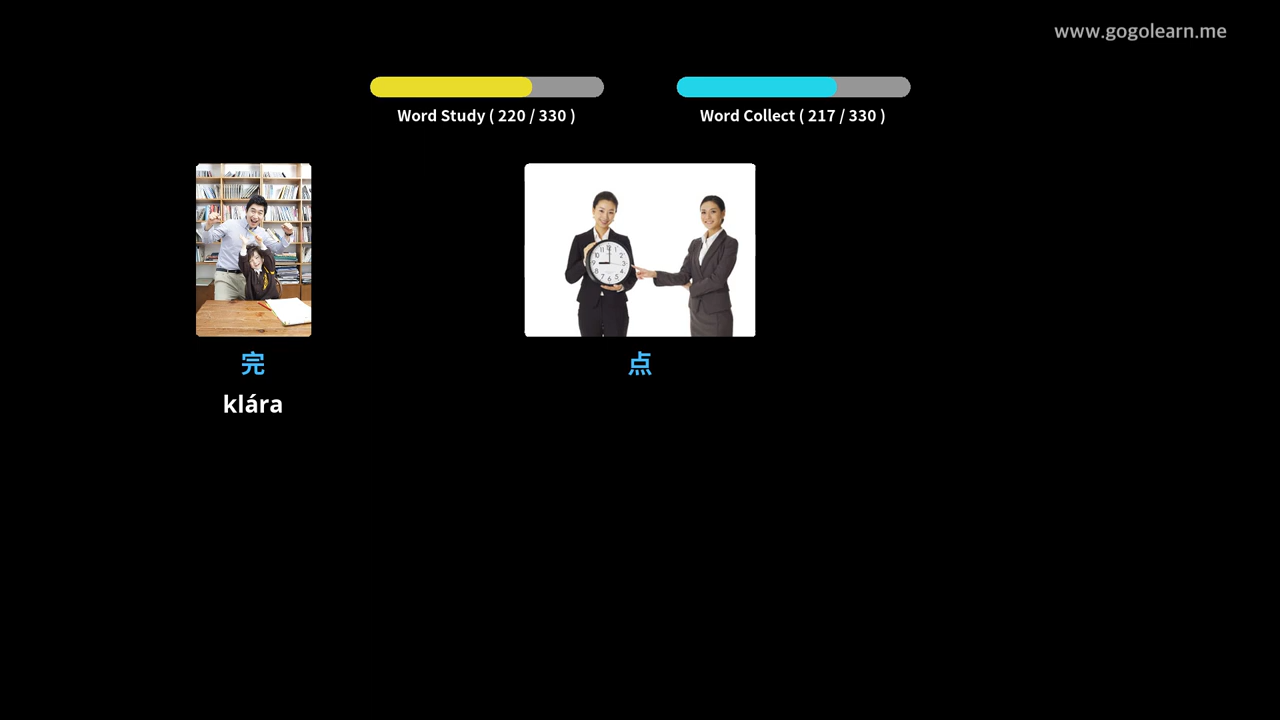 www.gogolearn.me
Word Study ( 220 / 330 )
Word Collect ( 217 / 330 )
完
点
klára